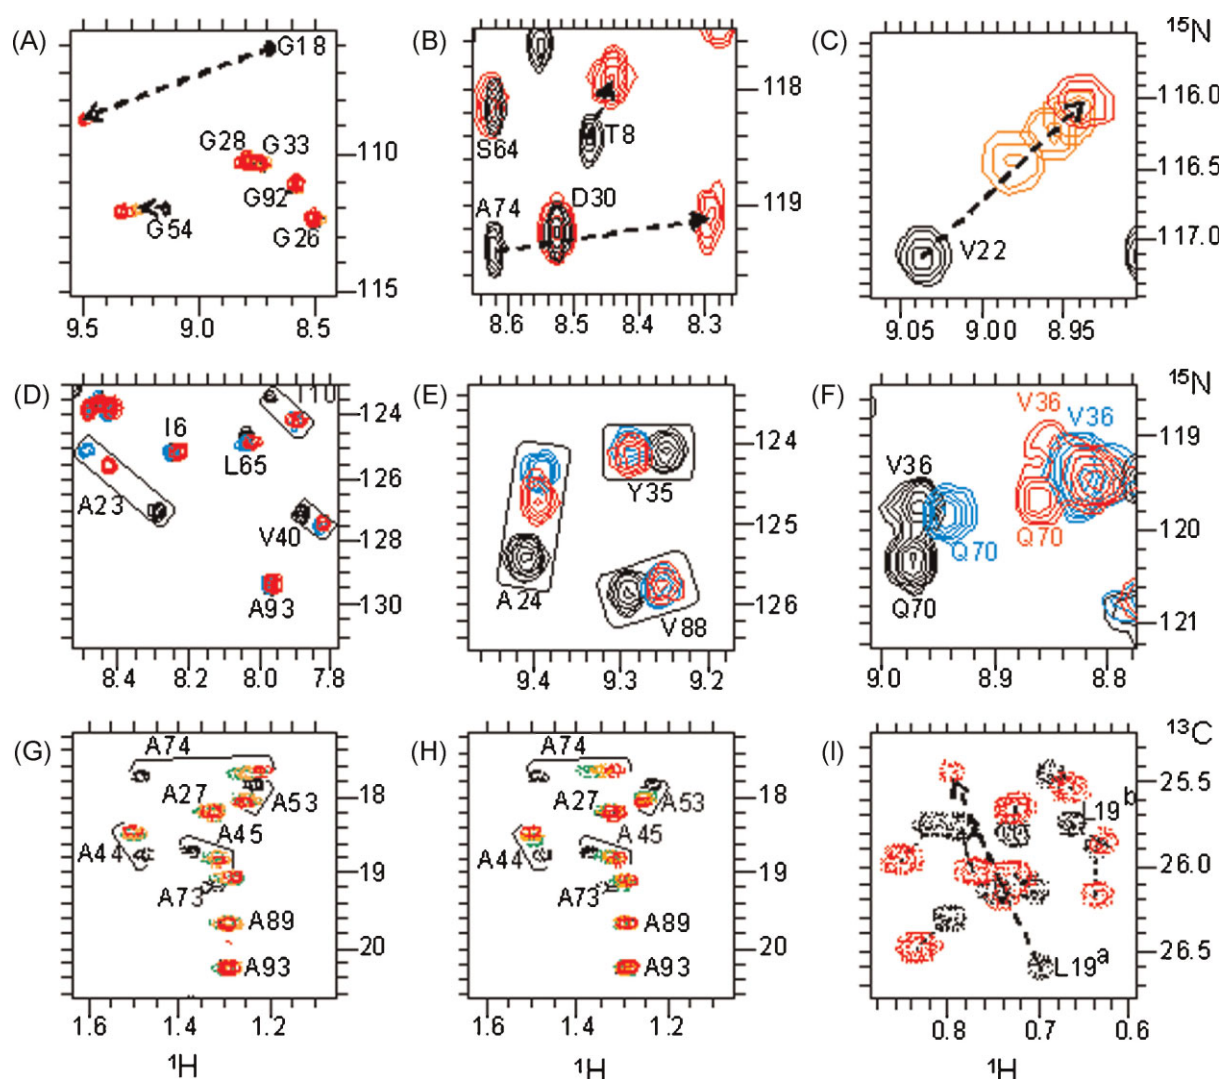 (A)
G18
G28
G33
G92
G54
G26
110
115
9.5
9.0
8.5
(B)
S64
T8
A74
D30
118
119
8.6
8.5
8.4
8.3
(C)
15N
V22
116.0
116.5
117.0
9.05
9.00
8.95
(D)
I6
L65
A23
V40
A93
124
125
128
130
8.4
8.2
8.0
7.8
(E)
Y35
A24
V88
124
125
126
9.4
9.3
9.2
(F)
15N
V36
V36
V36
Q70
Q70
Q70
119
120
121
9.0
8.9
8.8
(G)
A74
A27
A53
A45
A44
A73
A89
A93
18
19
20
1.6
1.4
1.2
1H
(H)
A74
A27
A53
A45
A44
A73
A89
A93
18
19
20
1.6
1.4
1.2
1H
(I)
13C
L19b
L19a
25.5
26.0
26.5
0.8
0.7
0.6
1H